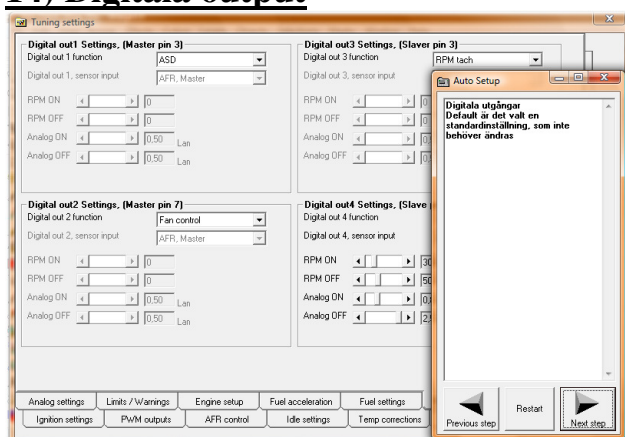 14) Digitala output
Tuning settings
Digital out1 Settings, (Master pin 3)
Digital out 1 function
ASD
Digital out 1, sensor input
AFR, Master
RPM ON
0
RPM OFF
0
Analog ON
0,50
Lan
Analog OFF
0,50
Lan
Digital out3 Settings, (Slaver pin 3)
Digital out 3 function
RPM tach
Digital out 3, sensor input
RPM ON
RPM OFF
Analog ON
Analog OFF
Digital out2 Settings, (Master pin 7)
Digital out 2 function
Fan control
Digital out 2, sensor input
AFR, Master
RPM ON
0
RPM OFF
0
Analog ON
0,50
Lan
Analog OFF
0,50
Lan
Digital out4 Settings, (Slave
Digital out 4 function
Digital out 4, sensor input
RPM ON
30
RPM OFF
50
Analog ON
Analog OFF
Auto Setup
Digitala utgångar
Default är det valt en
standardinställning, som inte
behöver ändras
Previous step
Restart
Next step
Analog settings
Limits / Warnings
Engine setup
Fuel acceleration
Fuel settings
Ignition settings
PWM outputs
AFR control
Idle settings
Temp corrections